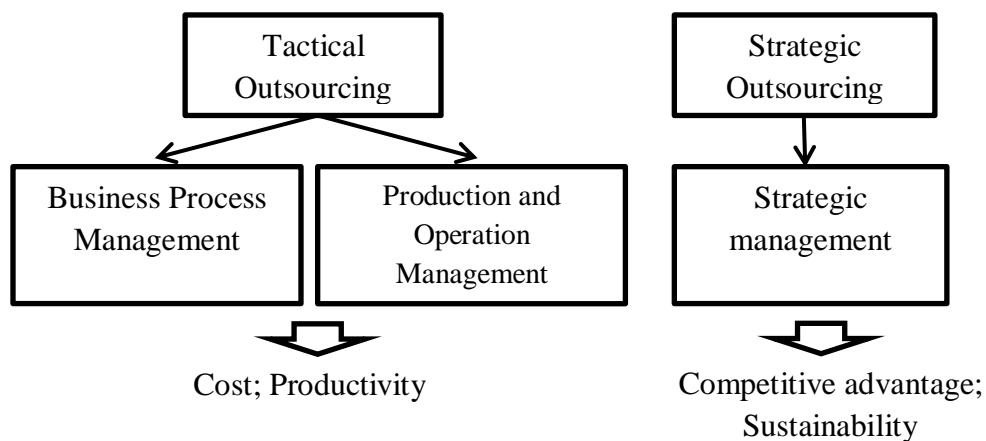 Tactical
Outsourcing
Strategic
Outsourcing
Business Process
Management
Production and
Operation
Management
Strategic
management
Cost; Productivity
Competitive advantage;
Sustainability